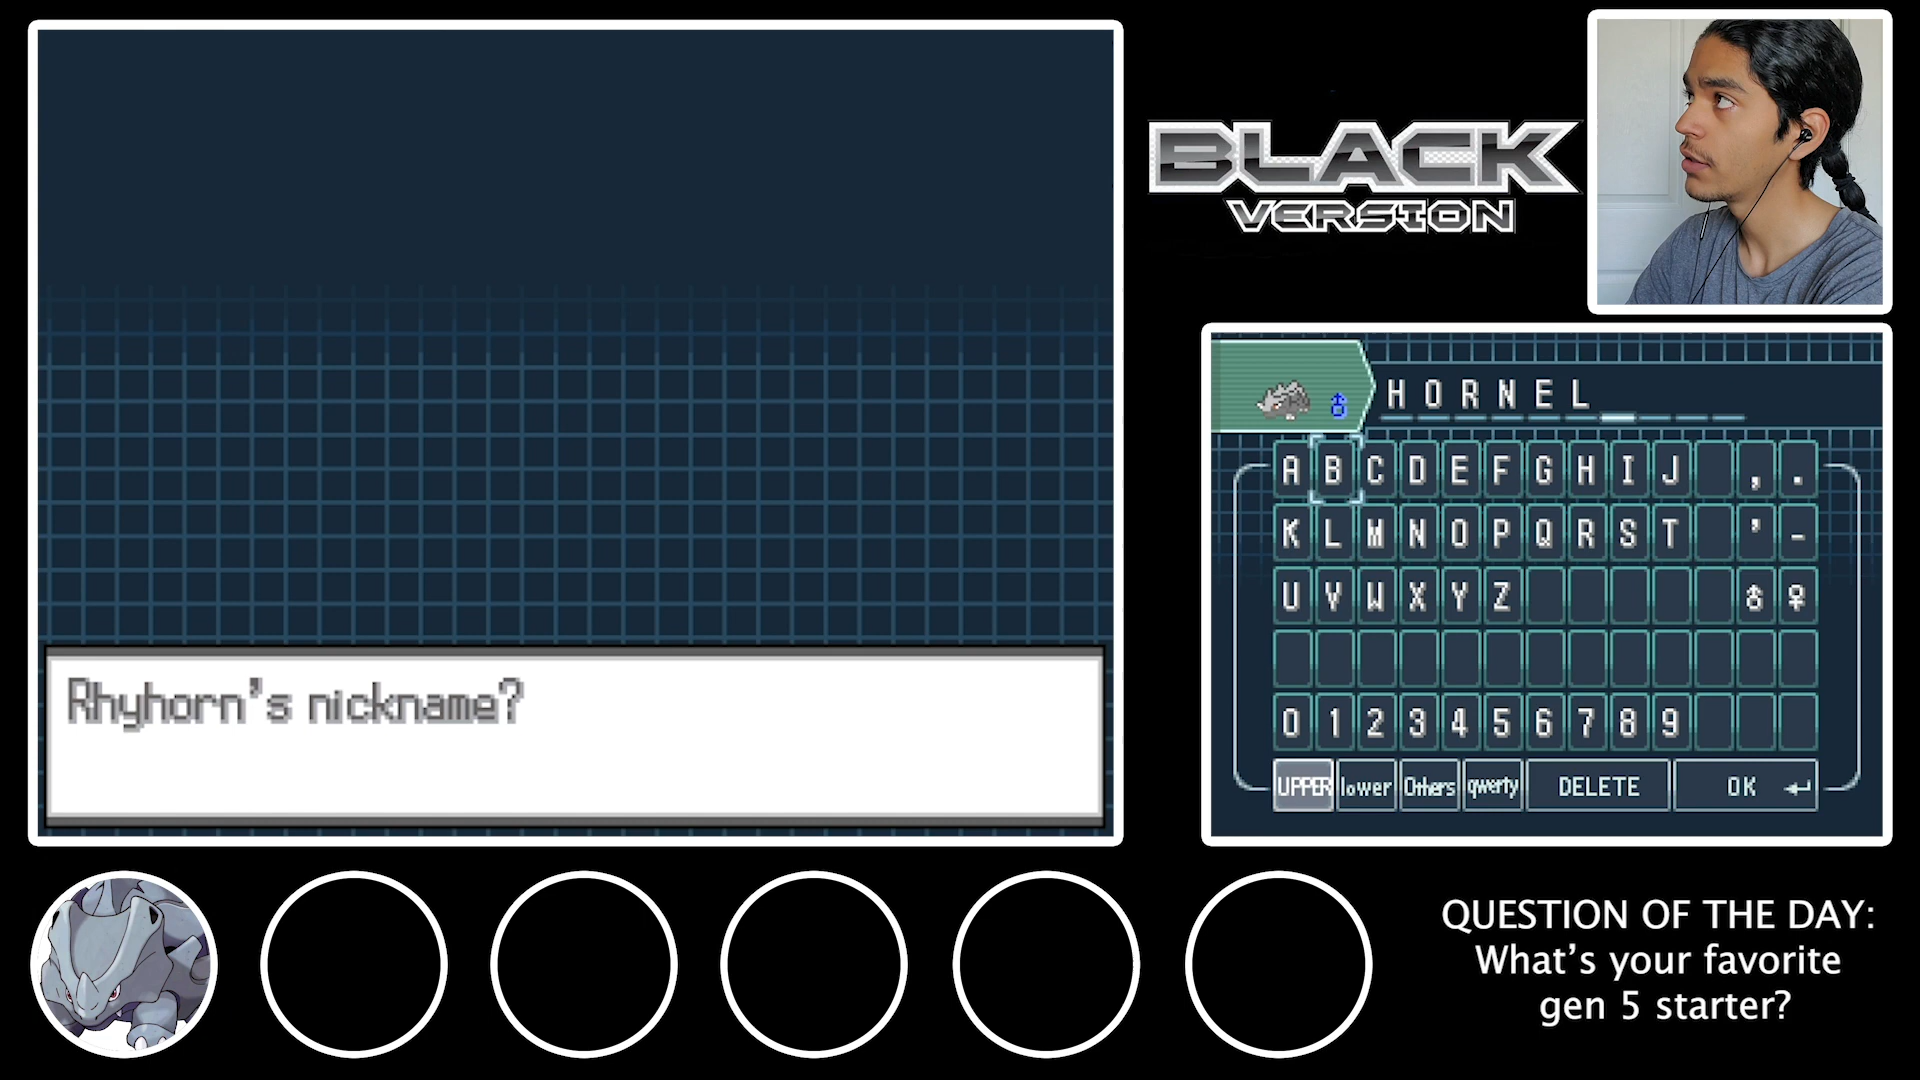 BLACK
VERSION
HORNEL
A B C D E F G H I J , .
K L M N O P Q R S T ' -
U V W X Y Z ♂ ♀
0 1 2 3 4 5 6 7 8 9
UPPER lower Others qwerty DELETE OK
Rhyhorn's nickname?
QUESTION OF THE DAY:
What's your favorite
gen 5 starter?